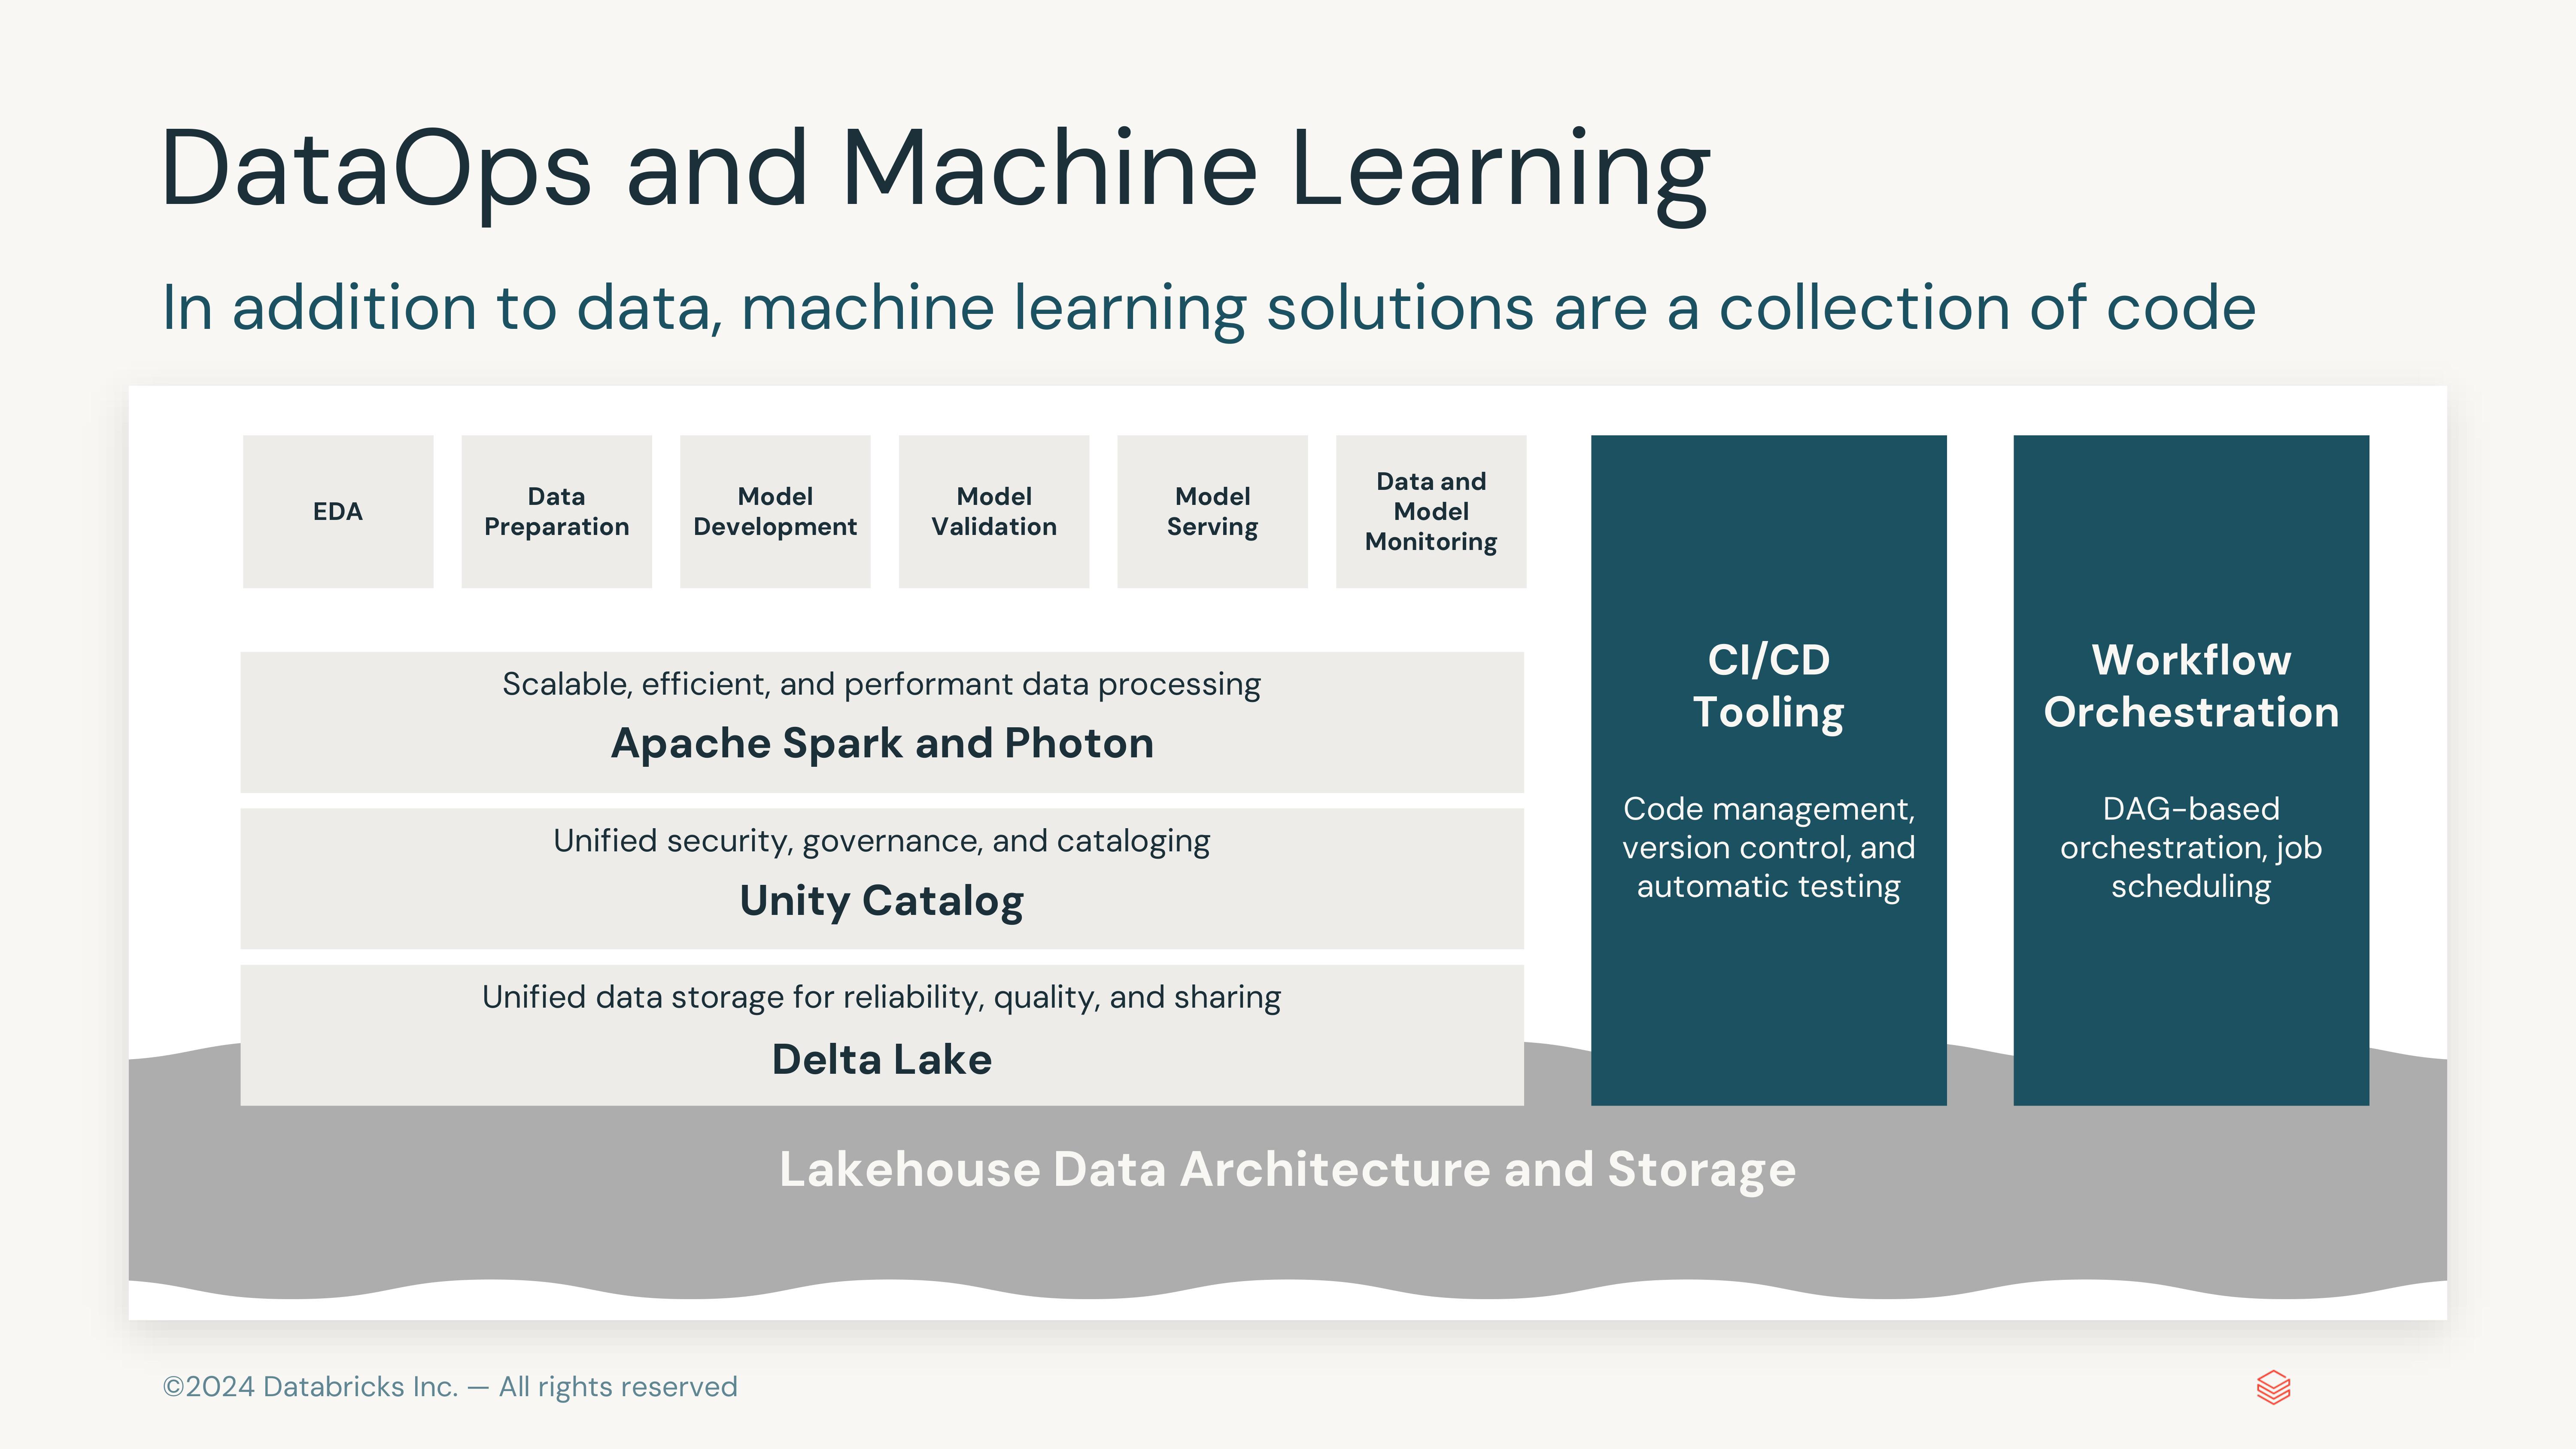 DataOps and Machine Learning
In addition to data, machine learning solutions are a collection of code
EDA
Data
Preparation
Model
Development
Model
Validation
Model
Serving
Data and
Model
Monitoring
Scalable, efficient, and performant data processing
Apache Spark and Photon
Unified security, governance, and cataloging
Unity Catalog
Unified data storage for reliability, quality, and sharing
Delta Lake
CI/CD
Tooling
Code management,
version control, and
automatic testing
Workflow
Orchestration
DAG-based
orchestration, job
scheduling
Lakehouse Data Architecture and Storage
©2024 Databricks Inc. — All rights reserved